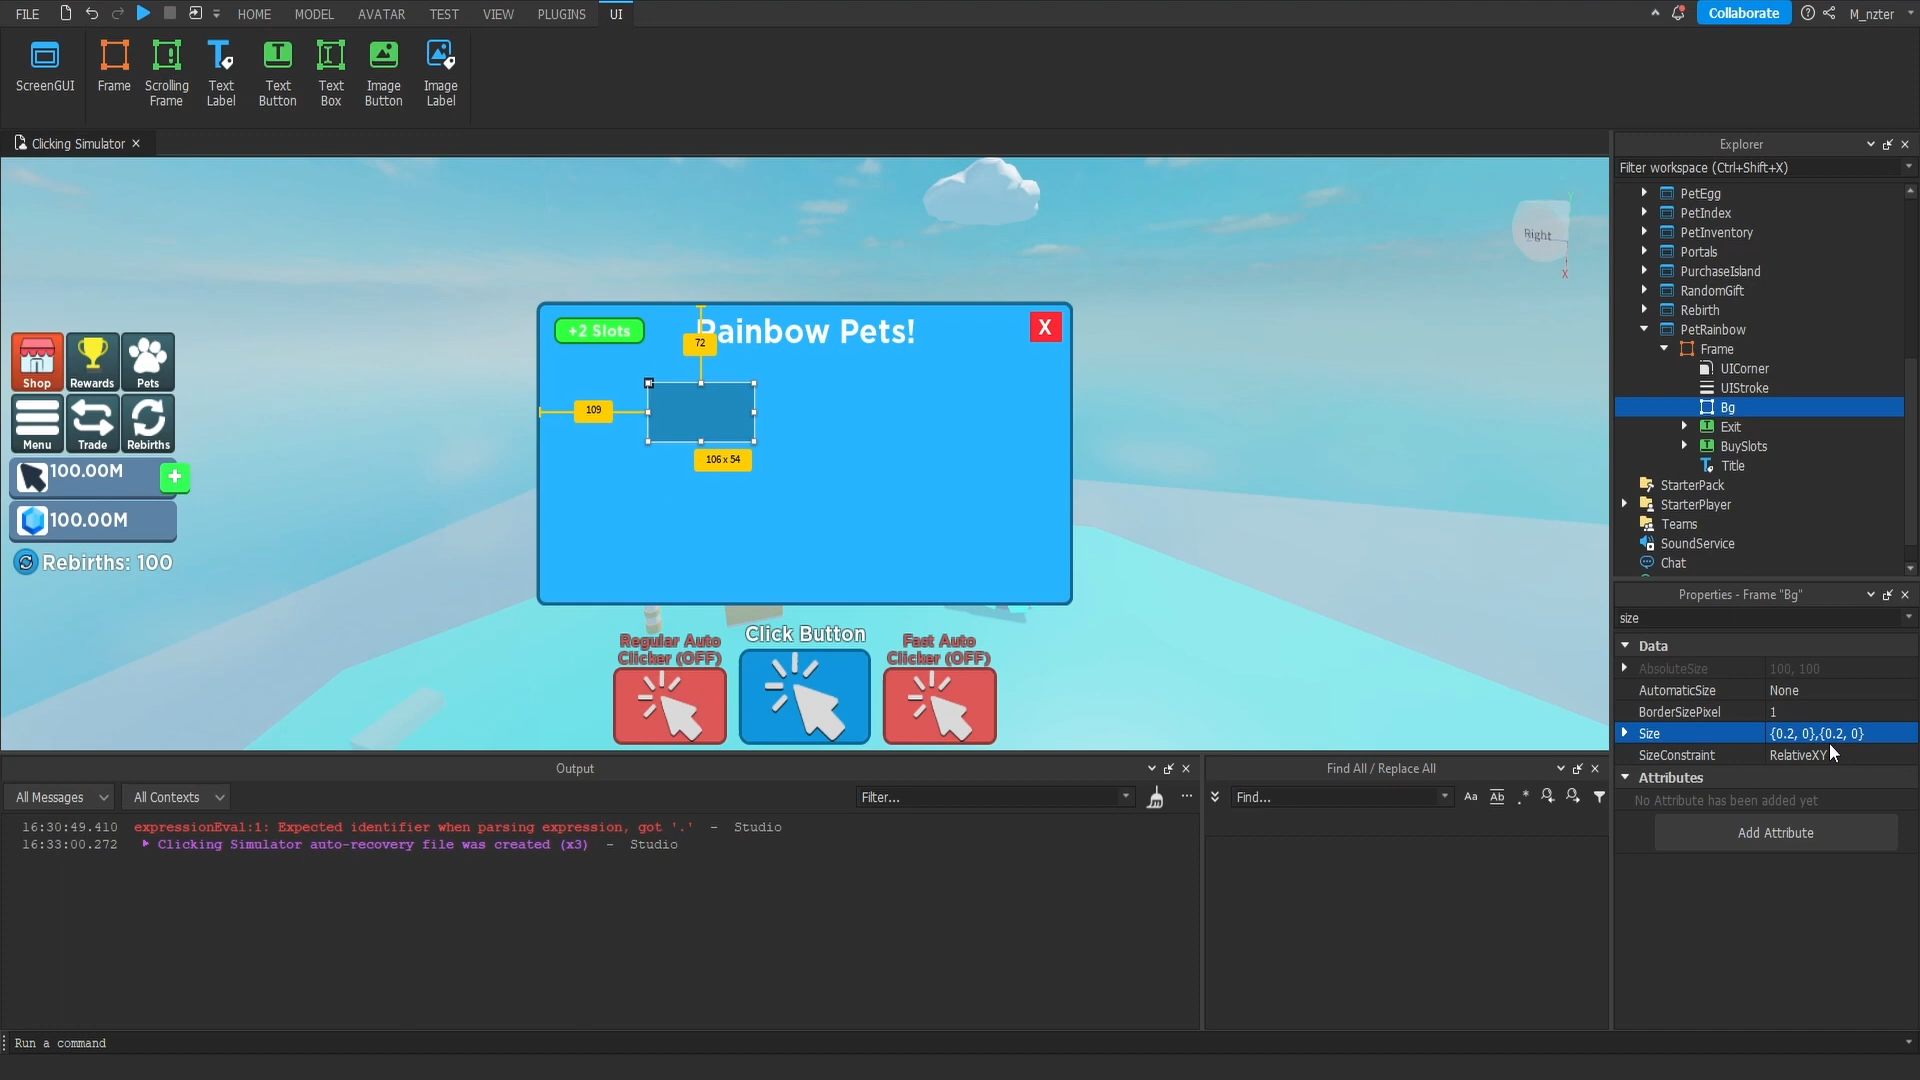 FILE
HOME
MODEL
AVATAR
TEST
VIEW
PLUGINS
UI
Collaborate
M_nzter
ScreenGUI
Frame
Scrolling
Frame
Text
Label
Text
Button
Text
Box
Image
Button
Image
Label
Clicking Simulator
Right
X
+2 Slots
Rainbow Pets!
X
72
109
106 x 54
Shop
Rewards
Pets
Menu
Trade
Rebirths
100.00M
+
100.00M
Rebirths: 100
Regular Auto
Clicker (OFF)
Click Button
Fast Auto
Clicker (OFF)
Explorer
Filter workspace (Ctrl+Shift+X)
PetEgg
PetIndex
PetInventory
Portals
PurchaseIsland
RandomGift
Rebirth
PetRainbow
Frame
UICorner
UIStroke
Bg
Exit
BuySlots
Title
StarterPack
StarterPlayer
Teams
SoundService
Chat
Properties - Frame "Bg"
size
Data
AbsoluteSize 100, 100
AutomaticSize None
BorderSizePixel 1
Size {0.2, 0},{0.2, 0}
SizeConstraint RelativeXY
Attributes
No Attribute has been added yet
Add Attribute
Output
All Messages
All Contexts
Filter...
16:30:49.410 expressionEval:1: Expected identifier when parsing expression, got '.' - Studio
16:33:00.272 Clicking Simulator auto-recovery file was created (x3) - Studio
Find All / Replace All
Find...
Aa
Ab
.*
Run a command